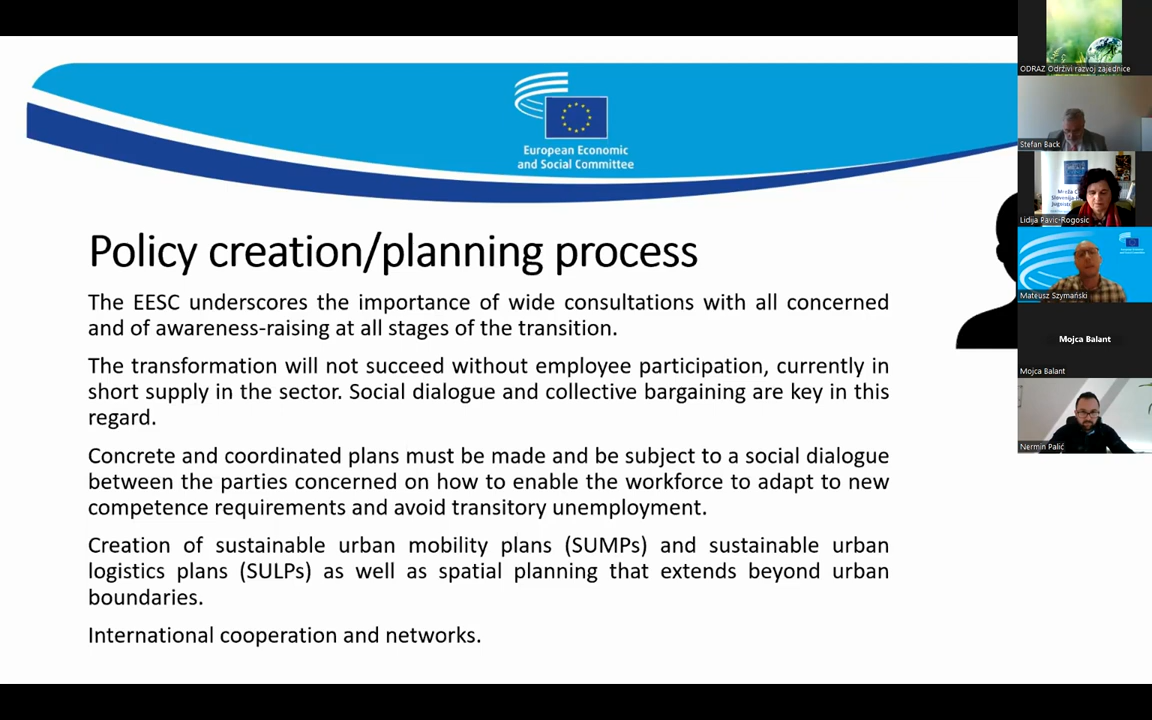 European Economic
and Social Committee
Policy creation/planning process
The EESC underscores the importance of wide consultations with all concerned
and of awareness-raising at all stages of the transition.
The transformation will not succeed without employee participation, currently in
short supply in the sector. Social dialogue and collective bargaining are key in this
regard.
Concrete and coordinated plans must be made and be subject to a social dialogue
between the parties concerned on how to enable the workforce to adapt to new
competence requirements and avoid transitory unemployment.
Creation of sustainable urban mobility plans (SUMPs) and sustainable urban
logistics plans (SULPs) as well as spatial planning that extends beyond urban
boundaries.
International cooperation and networks.
ODRAZ Održivi razvoj zajednice
Stefan Back
Lidija Pavic-Rogosic
Mateusz Szymański
Mojca Balant
Mojca Balant
Nermin Palić